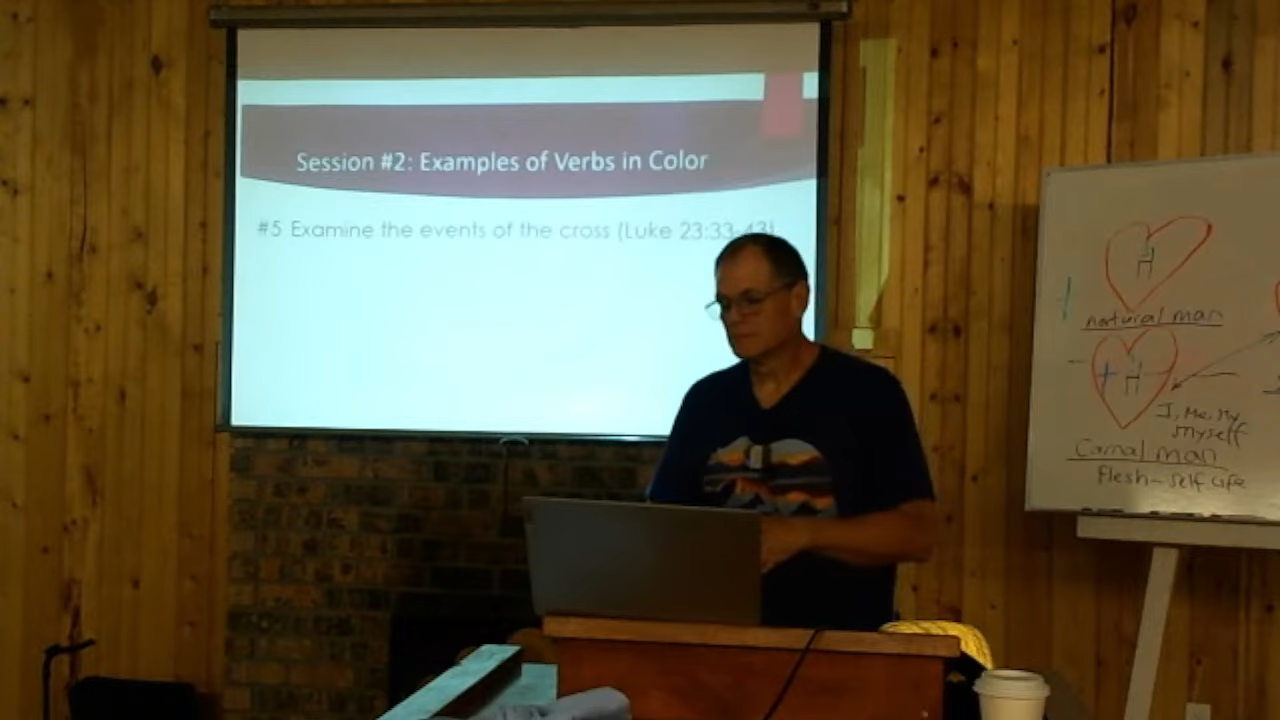 Session #2: Examples of Verbs in Color
#5 Examine the events of the cross (Luke 23:33-43)
H
natural man
+ H
I, Me, My
Myself
Carnal man
Flesh-Self Life